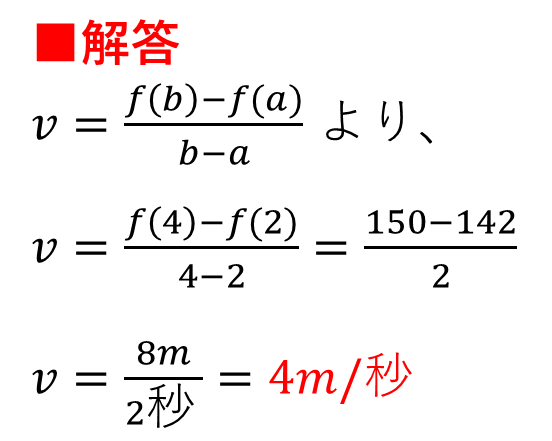 ■解答
v = f(b)−f(a) / b−a より、
v = f(4)−f(2) / 4−2 = 150−142 / 2
v = 8m / 2秒 = 4m/秒